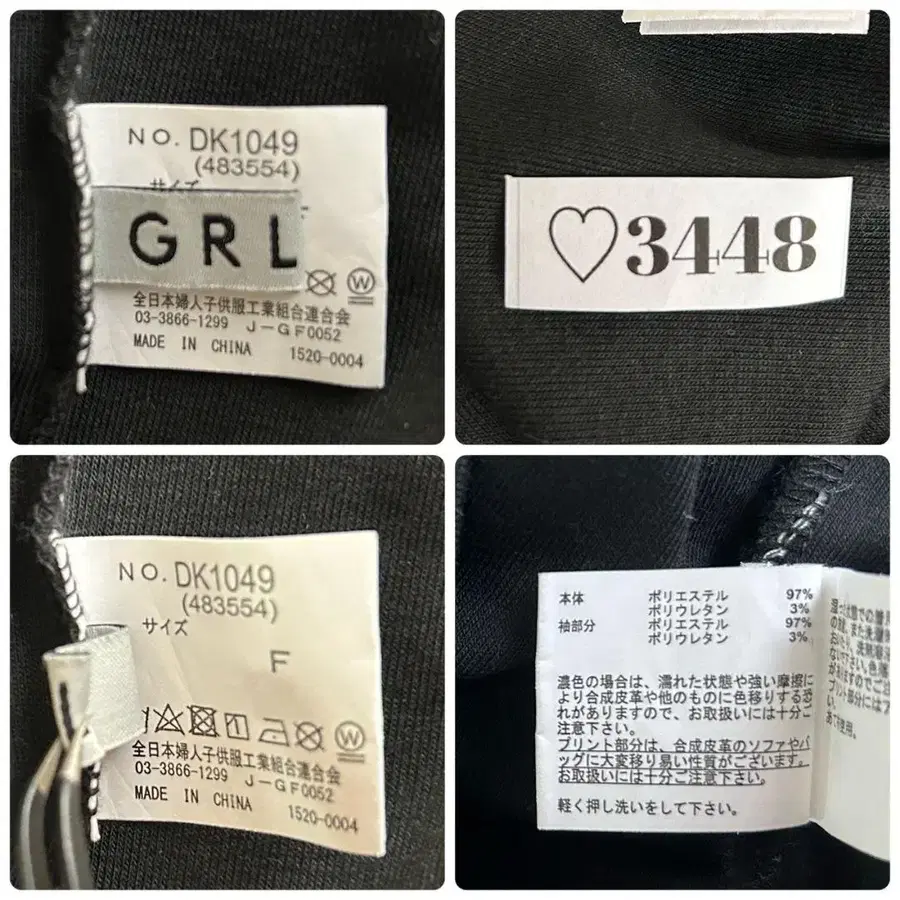 NO. DK1049
(483554)
サイズ
GRL
全日本婦人子供服工業組合連合会
03-3866-1299 J-GF0052
MADE IN CHINA 1520-0004
♡3448
NO. DK1049
(483554)
サイズ
F
全日本婦人子供服工業組合連合会
03-3866-1299 J-GF0052
MADE IN CHINA 1520-0004
本体 ポリエステル 97%
ポリウレタン 3%
袖部分 ポリエステル 97%
ポリウレタン 3%
濃色の場合は、濡れた状態や強い摩擦に
より合成皮革や他のものに色移りする恐
れがありますので、お取扱いには十分ご
注意下さい。
プリント部分は、合成皮革のソファやバ
ッグに大変移り易い性質がございます。
お取扱いには十分ご注意下さい。
軽く押し洗いをして下さい。